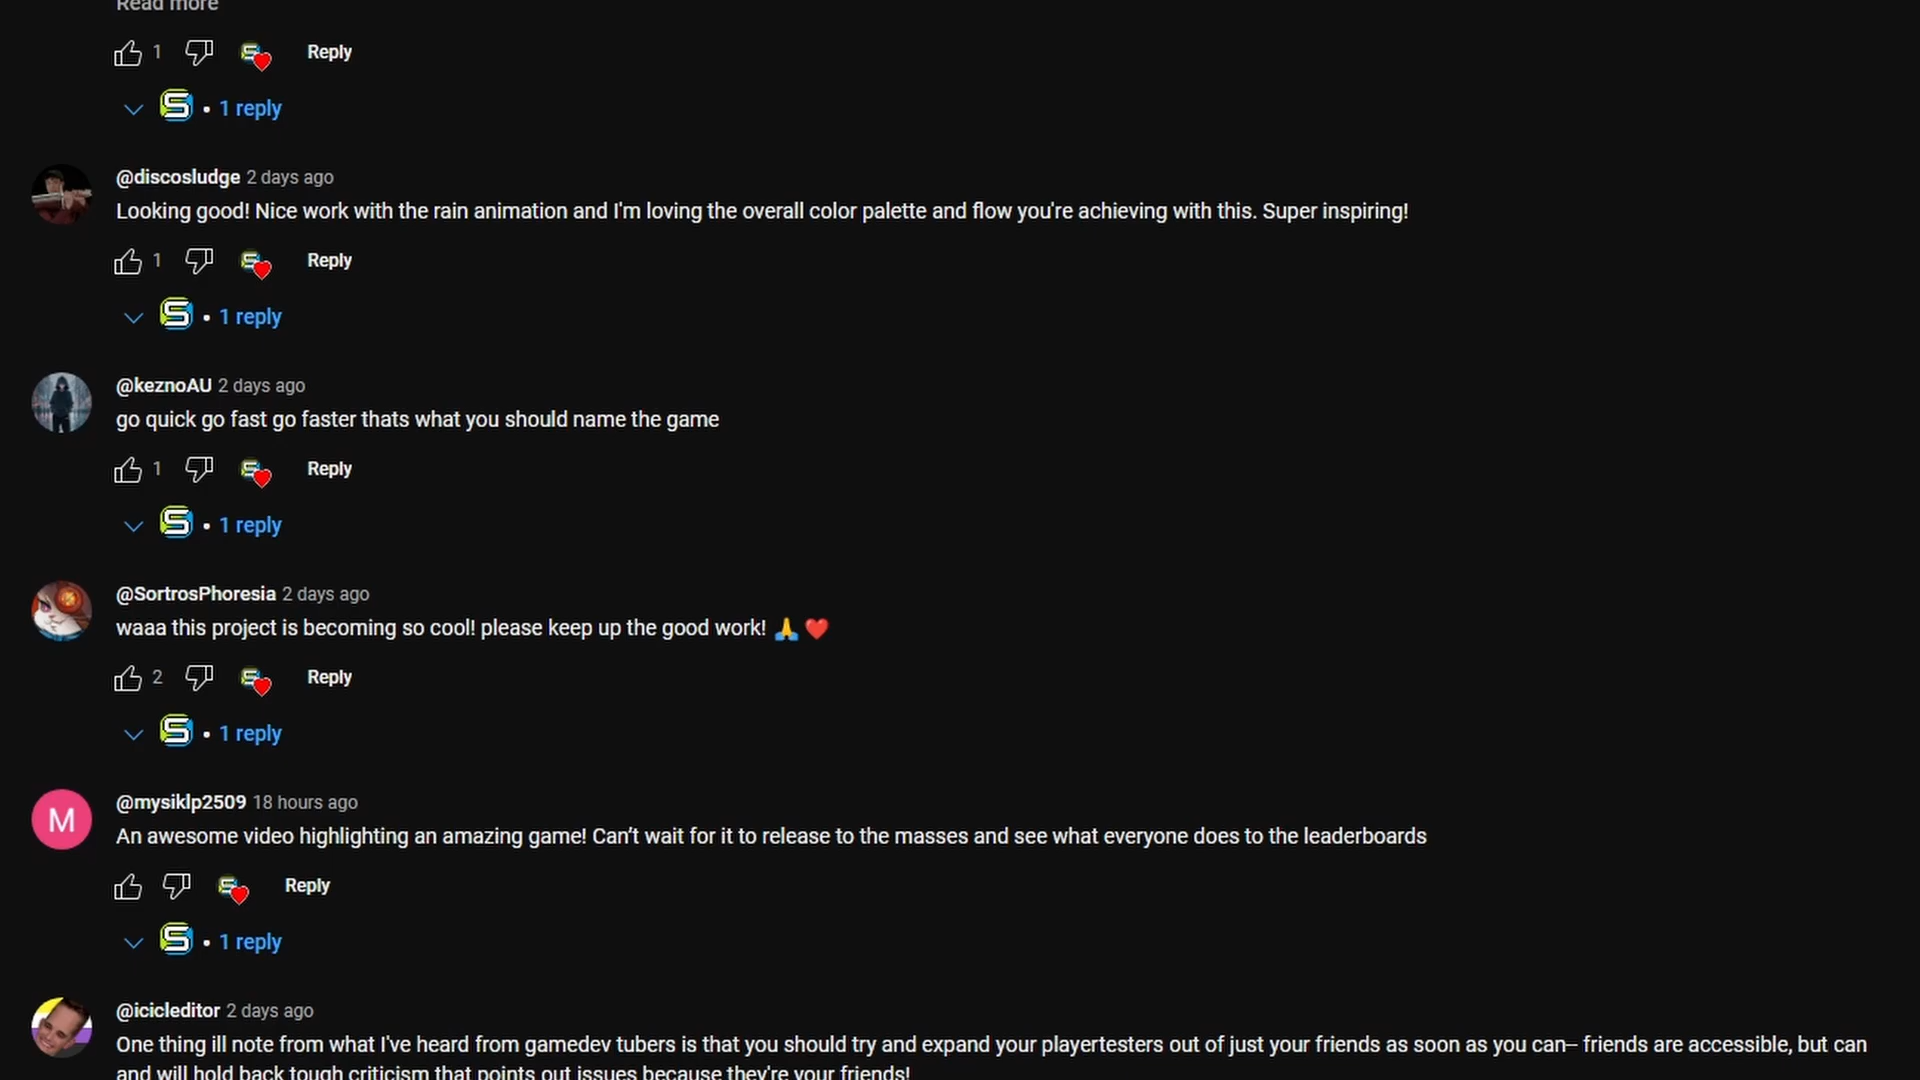 Read more
1 Reply
S • 1 reply
@discosludge 2 days ago
Looking good! Nice work with the rain animation and I'm loving the overall color palette and flow you're achieving with this. Super inspiring!
1 Reply
S • 1 reply
@keznoAU 2 days ago
go quick go fast go faster thats what you should name the game
1 Reply
S • 1 reply
@SortrosPhoresia 2 days ago
waaa this project is becoming so cool! please keep up the good work! 🙏❤️
2 Reply
S • 1 reply
M
@mysiklp2509 18 hours ago
An awesome video highlighting an amazing game! Can't wait for it to release to the masses and see what everyone does to the leaderboards
Reply
S • 1 reply
@icicleditor 2 days ago
One thing ill note from what I've heard from gamedev tubers is that you should try and expand your playertesters out of just your friends as soon as you can– friends are accessible, but can
and will hold back tough criticism that points out issues because they're your friends!